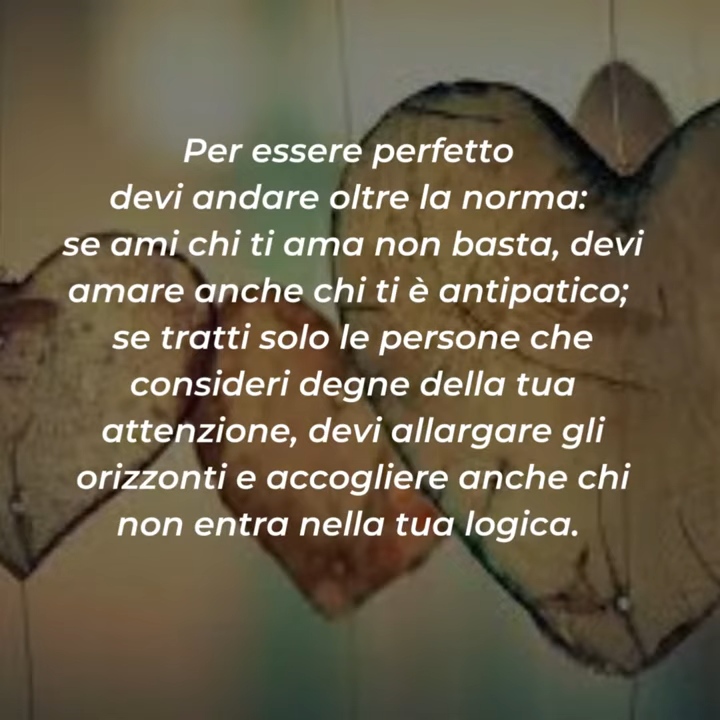 Per essere perfetto
devi andare oltre la norma:
se ami chi ti ama non basta, devi
amare anche chi ti è antipatico;
se tratti solo le persone che
consideri degne della tua
attenzione, devi allargare gli
orizzonti e accogliere anche chi
non entra nella tua logica.